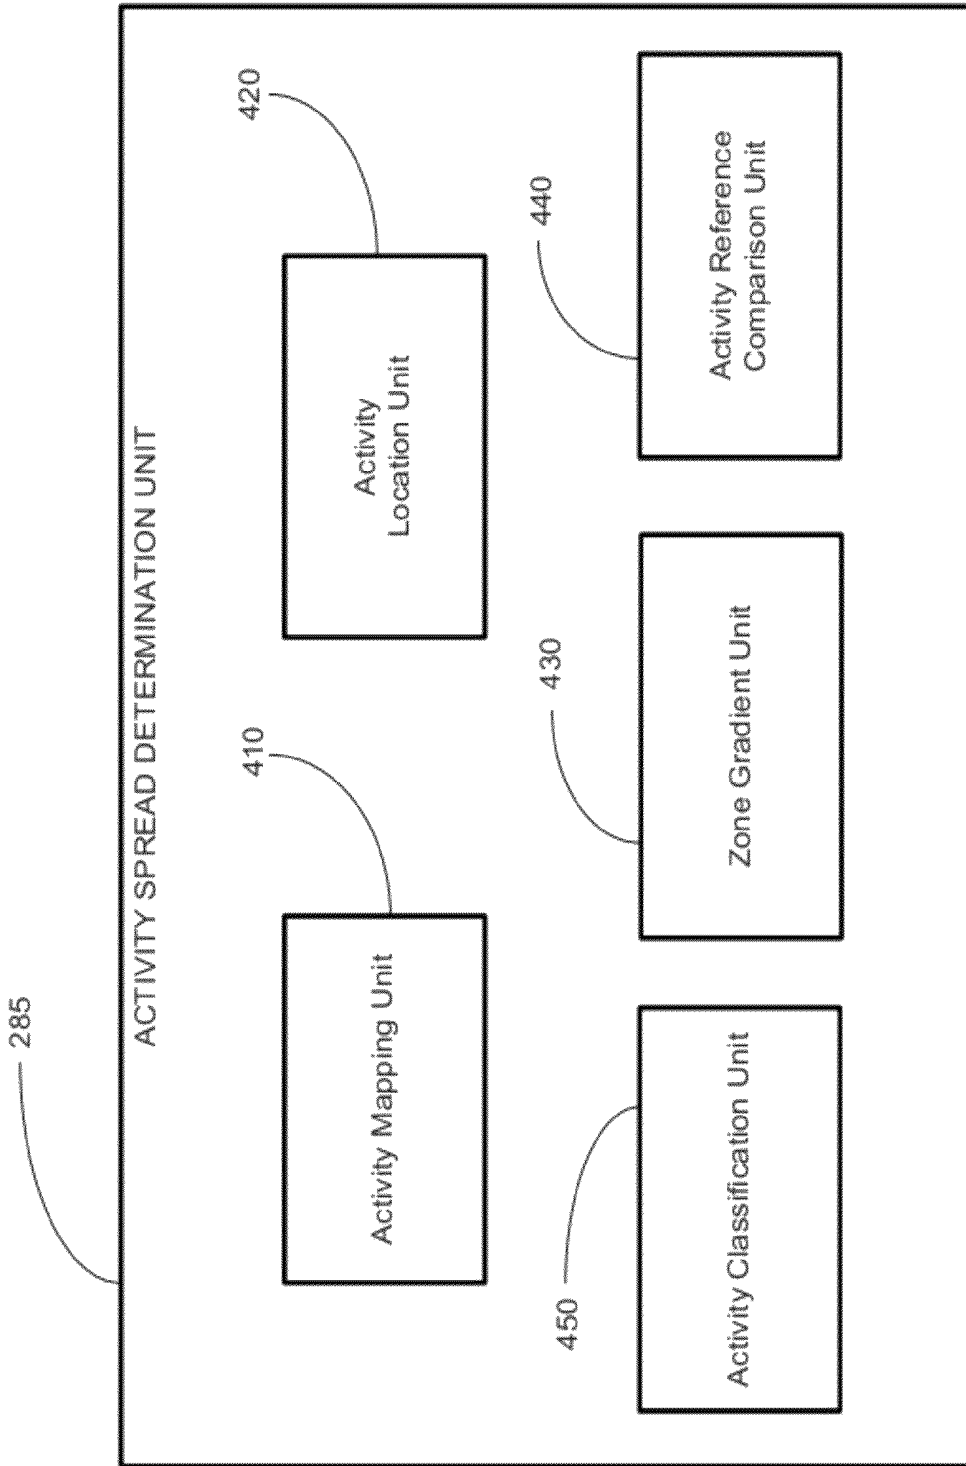 285
ACTIVITY SPREAD DETERMINATION UNIT
410
420
Activity Mapping Unit
Activity
Location Unit
450
430
440
Activity Classification Unit
Zone Gradient Unit
Activity Reference
Comparison Unit